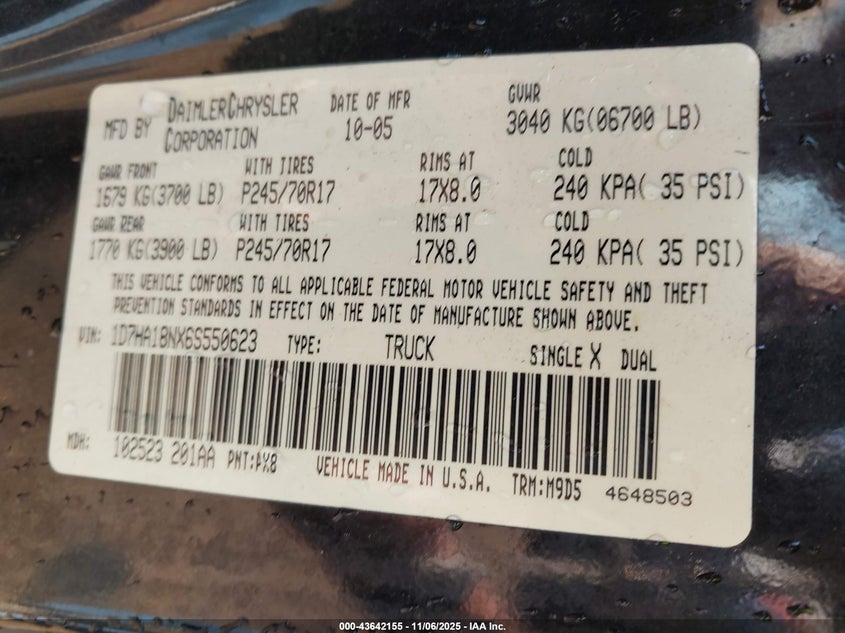 MFD BY DAIMLERCHRYSLER CORPORATION DATE OF MFR 10-05 GVWR 3040 KG(06700 LB)
GAWR FRONT WITH TIRES RIMS AT COLD
1679 KG(3700 LB) P245/70R17 17X8.0 240 KPA( 35 PSI)
GAWR REAR WITH TIRES RIMS AT COLD
1770 KG(3900 LB) P245/70R17 17X8.0 240 KPA( 35 PSI)
THIS VEHICLE CONFORMS TO ALL APPLICABLE FEDERAL MOTOR VEHICLE SAFETY AND THEFT
PREVENTION STANDARDS IN EFFECT ON THE DATE OF MANUFACTURE SHOWN ABOVE.
VIN: 1D7HA18NX6S550623 TYPE: TRUCK SINGLE X DUAL
MDH: 102523 201AA PNT: VEHICLE MADE IN U.S.A. TRM:M9D5 4648503
000-43642155 - 11/06/2025 - IAA Inc.